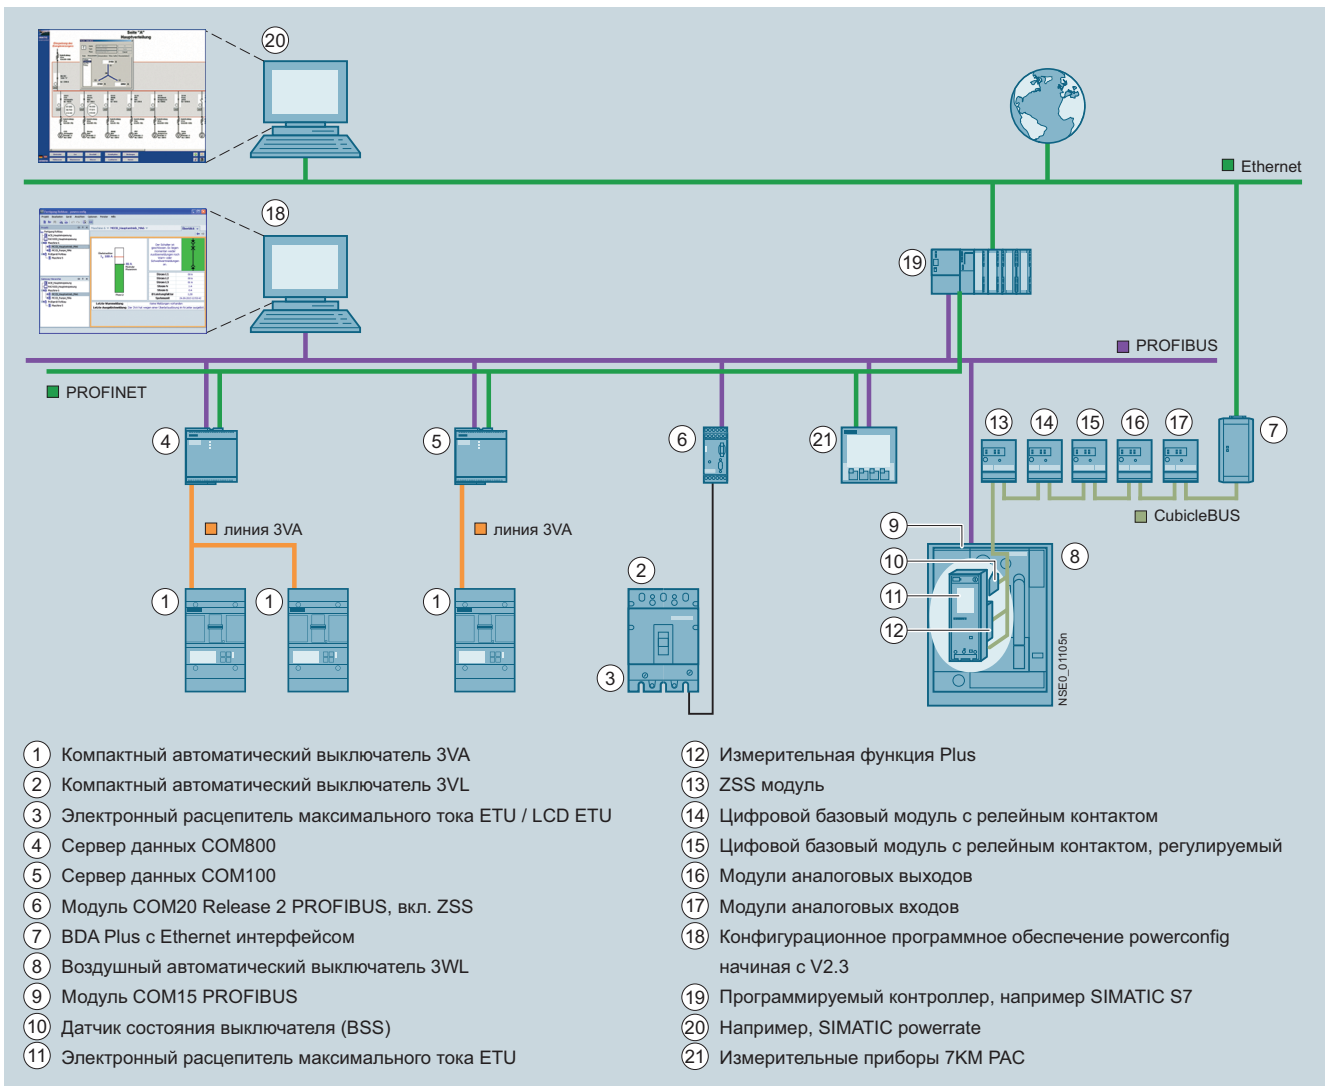 Seite "A"
Hauptverteilung
20
Ethernet
18
19
PROFIBUS
PROFINET
4
5
6
21
13
14
15
16
17
7
линия 3VA
линия 3VA
CubicleBUS
9
8
10
11
12
2
1
1
1
3
NSE0_01105n
1 Компактный автоматический выключатель 3VA
2 Компактный автоматический выключатель 3VL
3 Электронный расцепитель максимального тока ETU / LCD ETU
4 Сервер данных COM800
5 Сервер данных COM100
6 Модуль COM20 Release 2 PROFIBUS, вкл. ZSS
7 BDA Plus с Ethernet интерфейсом
8 Воздушный автоматический выключатель 3WL
9 Модуль COM15 PROFIBUS
10 Датчик состояния выключателя (BSS)
11 Электронный расцепитель максимального тока ETU
12 Измерительная функция Plus
13 ZSS модуль
14 Цифровой базовый модуль с релейным контактом
15 Цифовой базовый модуль с релейным контактом, регулируемый
16 Модули аналоговых выходов
17 Модули аналоговых входов
18 Конфигурационное программное обеспечение powerconfig
начиная с V2.3
19 Программируемый контроллер, например SIMATIC S7
20 Например, SIMATIC powerrate
21 Измерительные приборы 7KM PAC